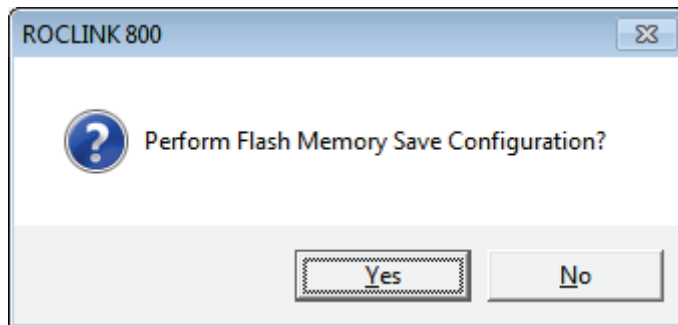 ROCLINK 800
Perform Flash Memory Save Configuration?
Yes
No